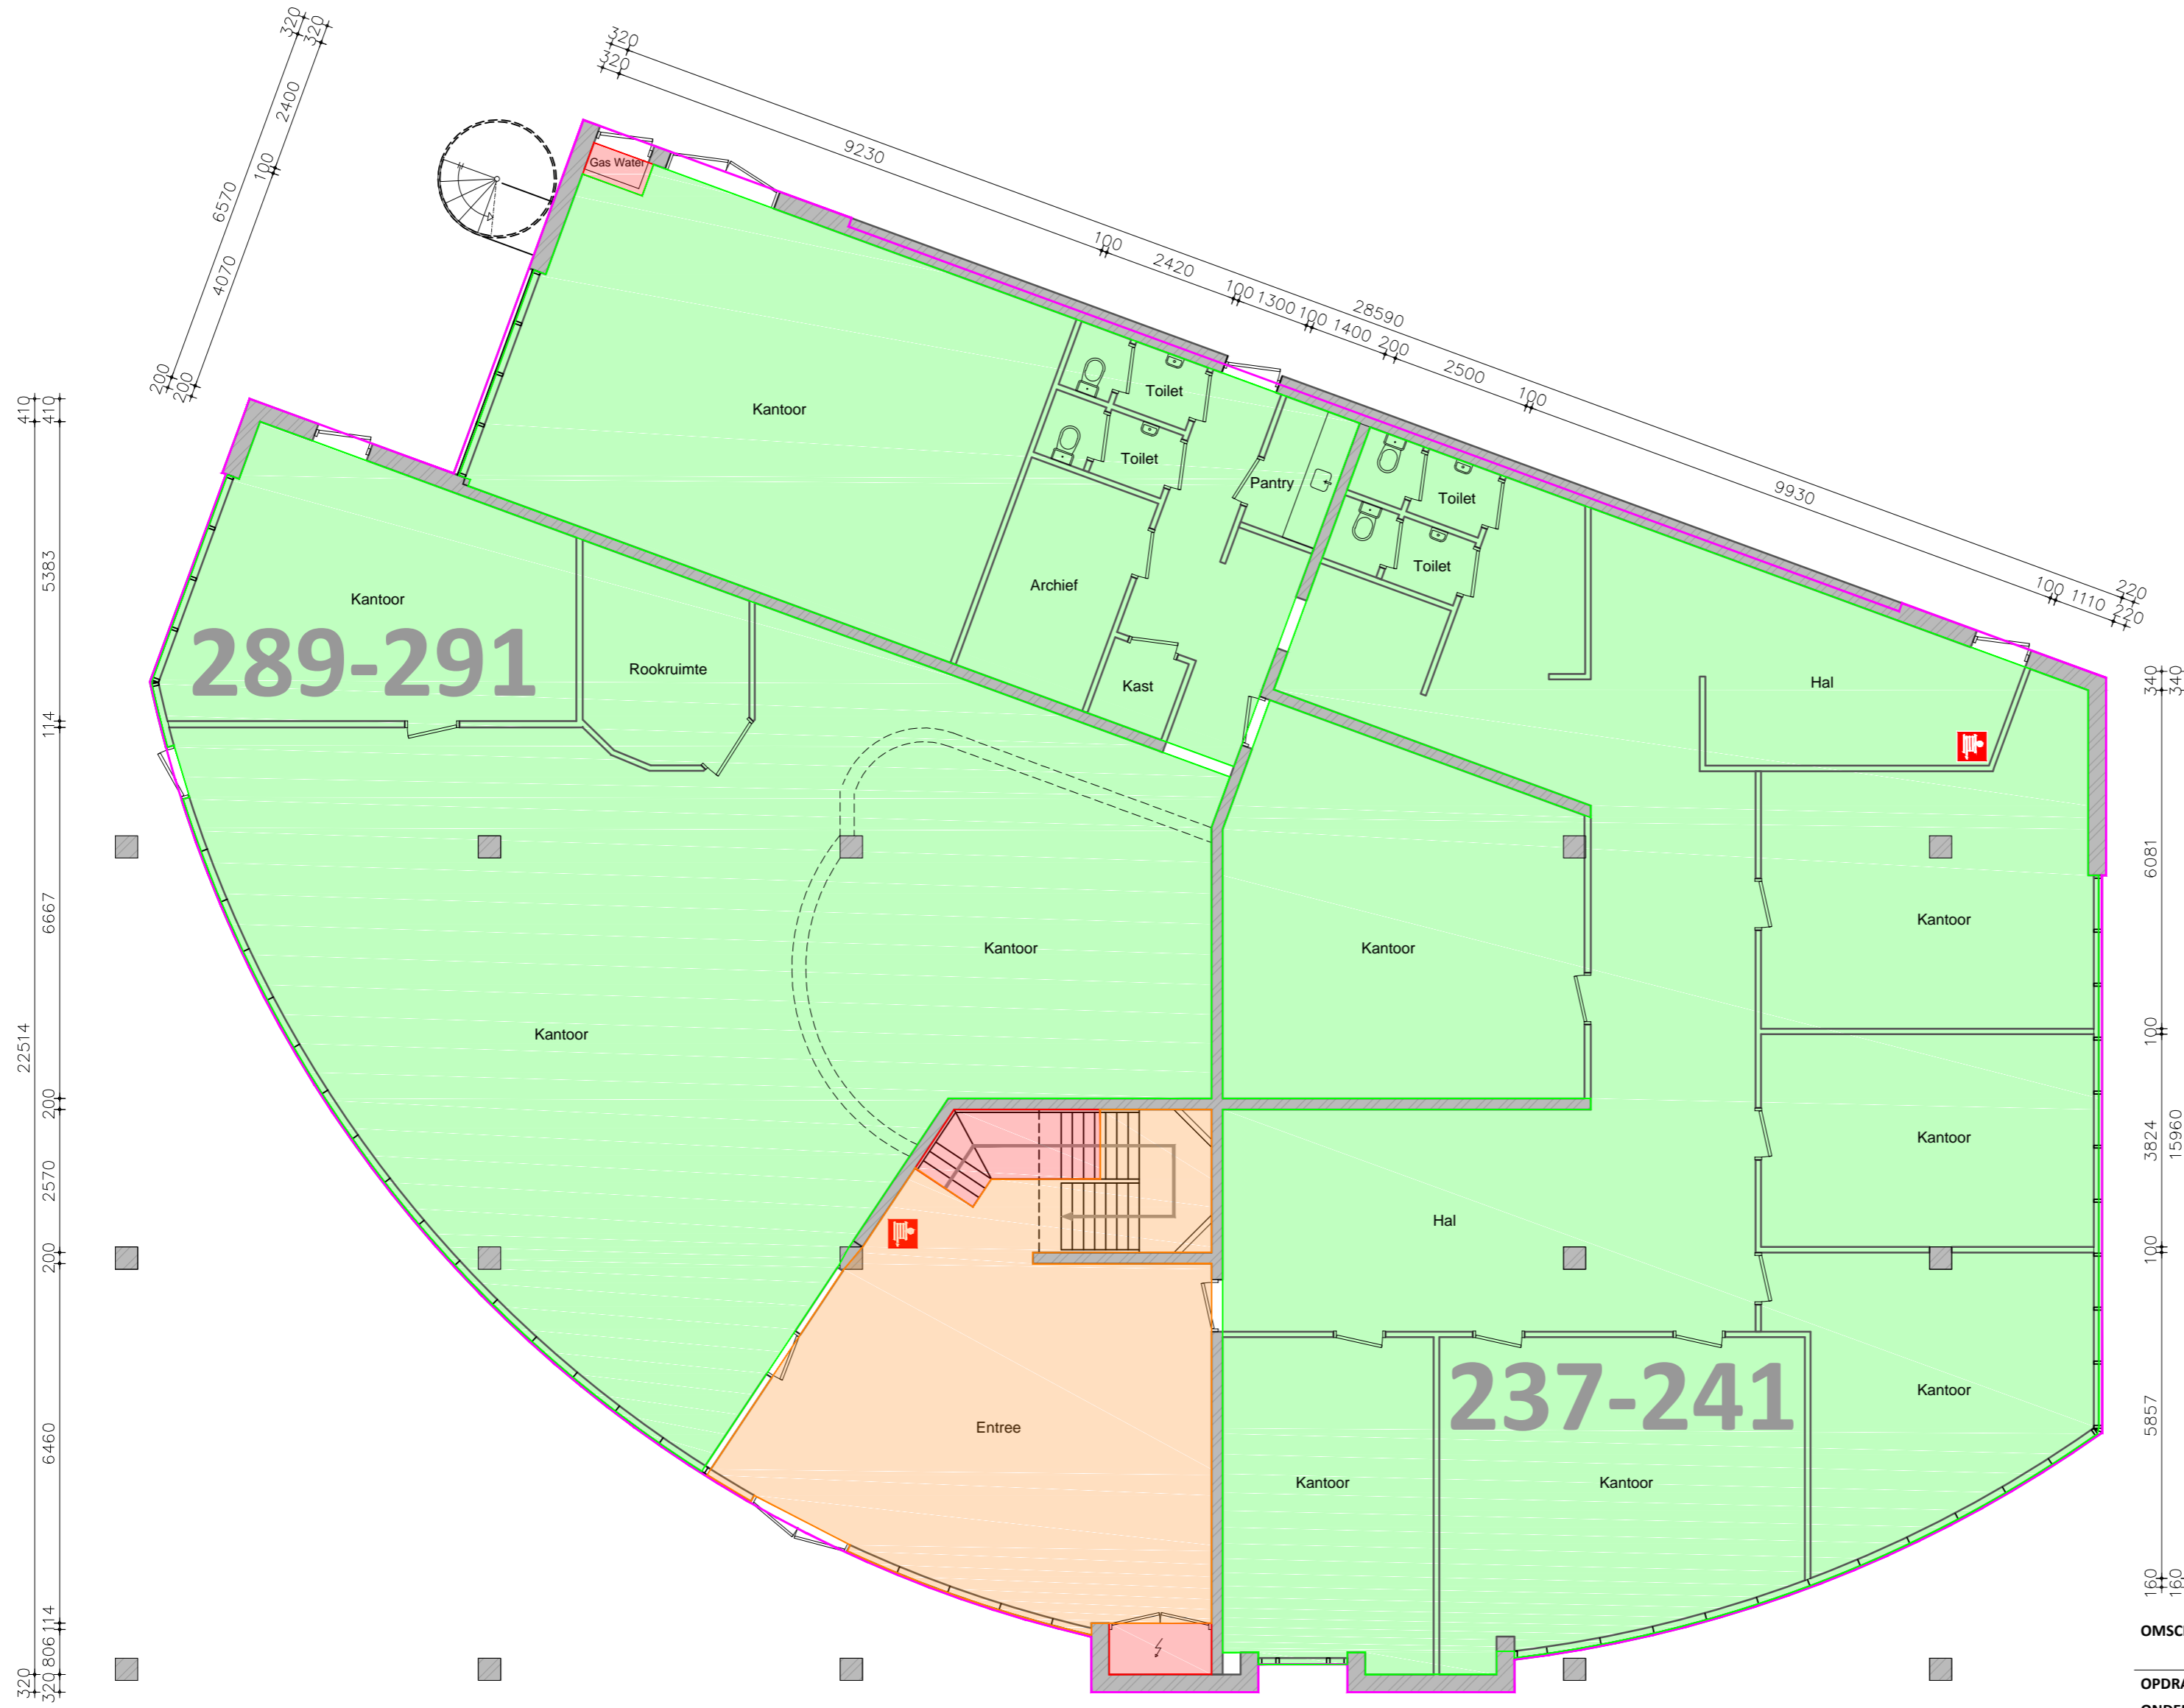 320
320
2400
100
6570
4070
200
200
320
320
9230
100
2420
100
1300
100
28590
1400
200
2500
100
9930
100
1110
220
220
Gas Water
Kantoor
Toilet
Toilet
Pantry
Toilet
Toilet
Archief
Kast
Kantoor
289-291
Rookruimte
Hal
410
410
5383
114
6667
22514
200
2570
200
6460
114
806
320
320
340
340
6081
100
3824
15960
100
5857
160
160
Kantoor
Kantoor
Kantoor
Kantoor
Kantoor
Hal
Kantoor
237-241
Entree
Kantoor
Kantoor
OMSC
OPDRA